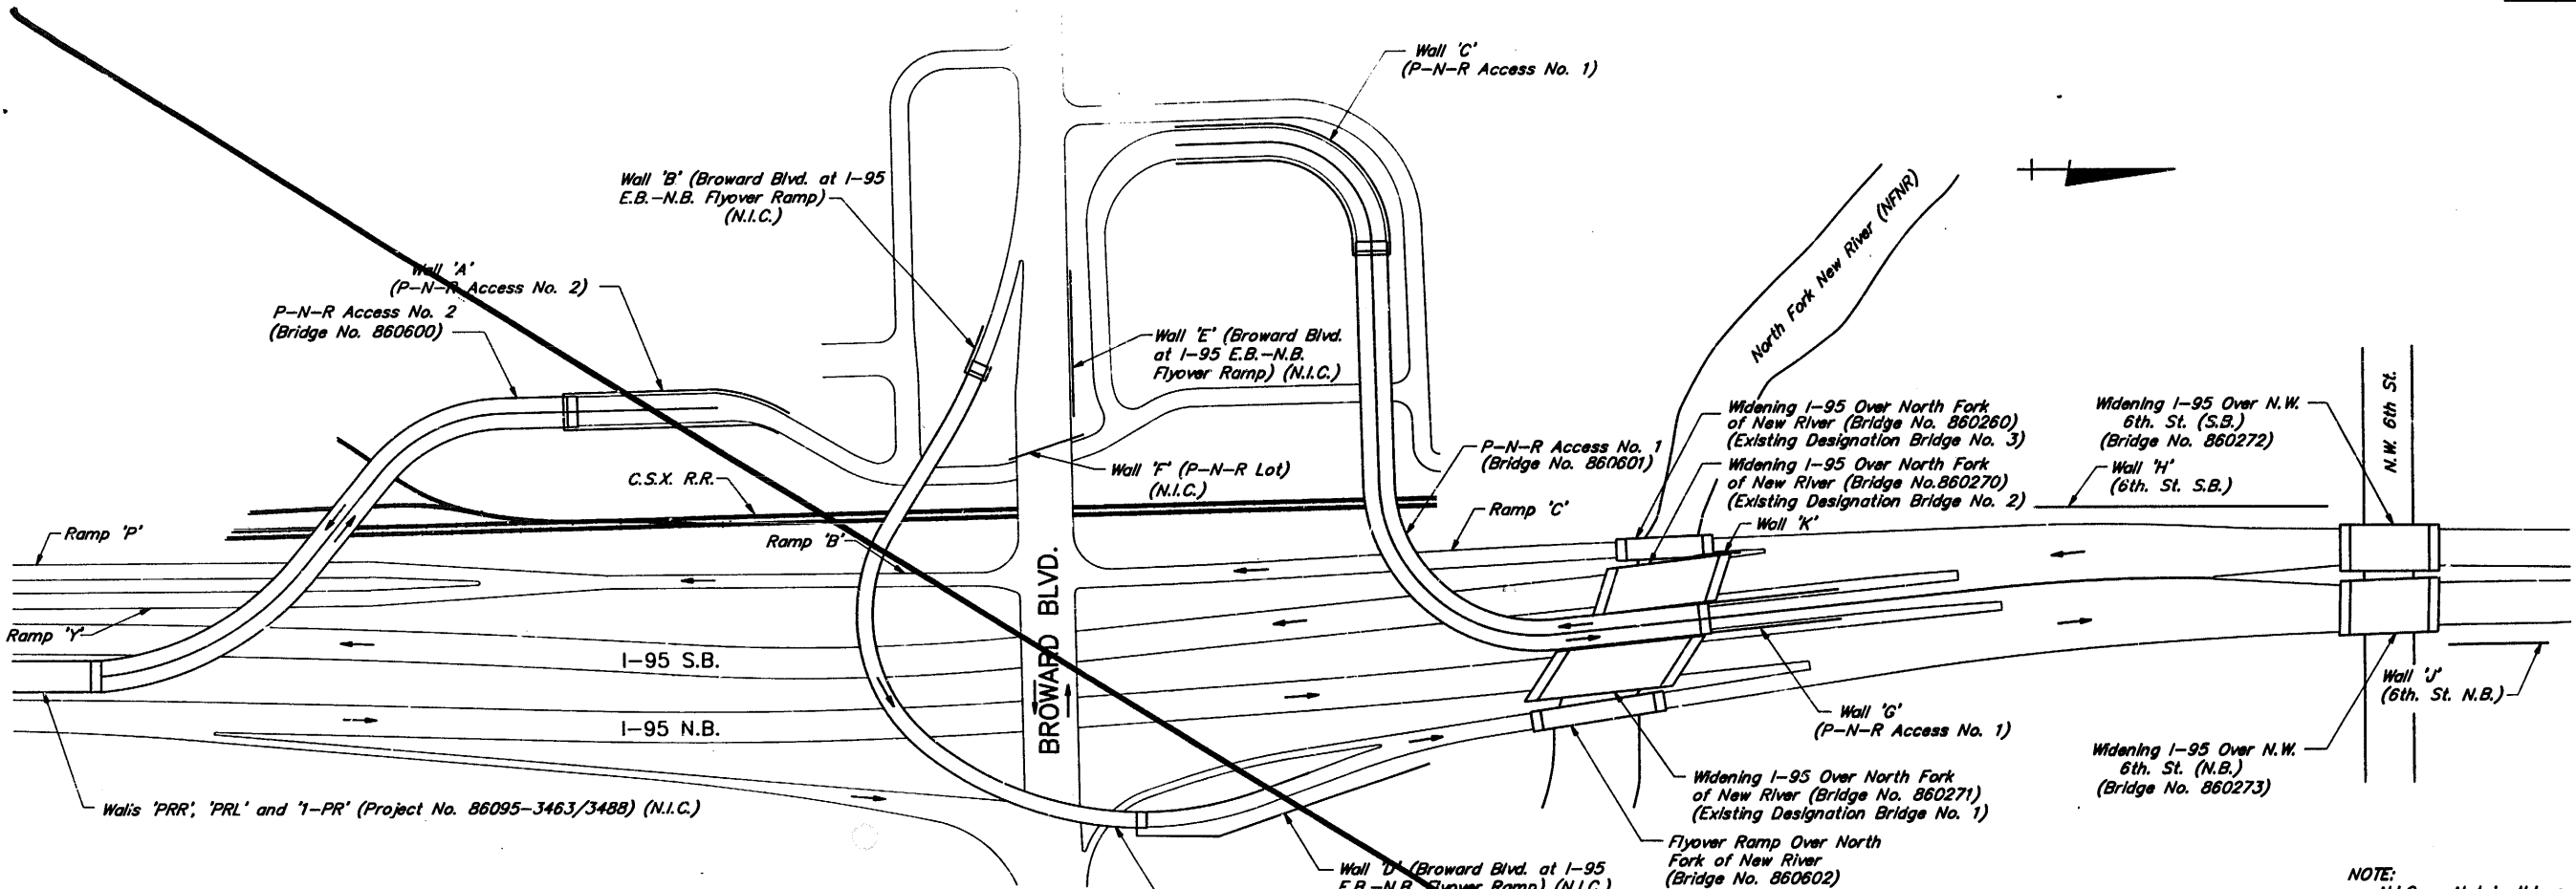 Wall 'C'
(P-N-R Access No. 1)
Wall 'B' (Broward Blvd. at I-95
E.B.-N.B. Flyover Ramp)
(N.I.C.)
North Fork New River (NFNR)
Wall 'A'
(P-N-R Access No. 2)
P-N-R Access No. 2
(Bridge No. 860600)
Wall 'E' (Broward Blvd.
at I-95 E.B.-N.B.
Flyover Ramp) (N.I.C.)
Widening I-95 Over North Fork
of New River (Bridge No. 860260)
(Existing Designation Bridge No. 3)
Widening I-95 Over North Fork
of New River (Bridge No.860270)
(Existing Designation Bridge No. 2)
Widening I-95 Over N.W.
6th. St. (S.B.)
(Bridge No. 860272)
N.W. 6th St.
Wall 'H'
(6th. St. S.B.)
P-N-R Access No. 1
(Bridge No. 860601)
Wall 'F' (P-N-R Lot)
(N.I.C.)
C.S.X. R.R.
Ramp 'C'
Wall 'K'
Ramp 'P'
Ramp 'B'
Ramp 'Y'
I-95 S.B.
I-95 N.B.
BROWARD BLVD.
Wall 'G'
(P-N-R Access No. 1)
Wall 'J'
(6th. St. N.B.)
Widening I-95 Over N.W.
6th. St. (N.B.)
(Bridge No. 860273)
Widening I-95 Over North Fork
of New River (Bridge No. 860271)
(Existing Designation Bridge No. 1)
Walls 'PRR', 'PRL' and '1-PR' (Project No. 86095-3463/3488) (N.I.C.)
Flyover Ramp Over North
Fork of New River
(Bridge No. 860602)
Wall 'D' (Broward Blvd. at I-95
E.B.-N.B. Flyover Ramp) (N.I.C.)
NOTE: